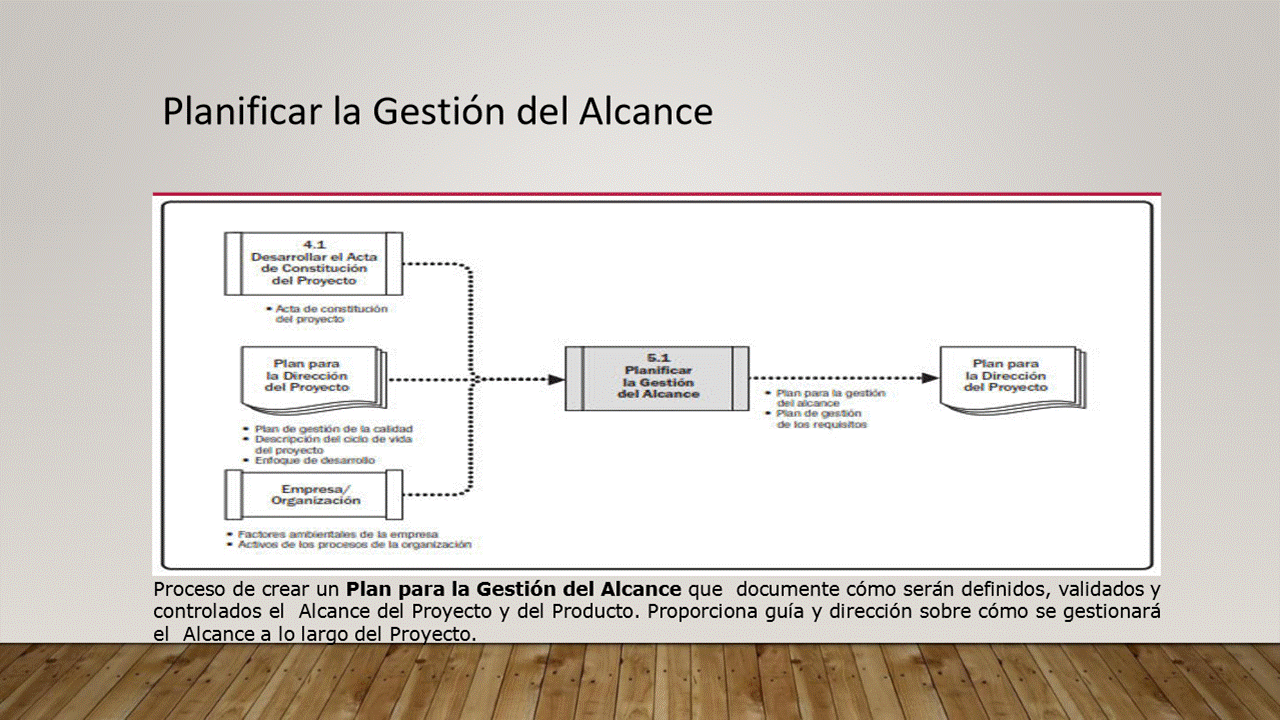 Planificar la Gestión del Alcance
4.1
Desarrollar el Acta
de Constitución
del Proyecto
• Acta de constitución
del proyecto
Plan para
la Dirección
del Proyecto
• Plan de gestión de la calidad
• Descripción del ciclo de vida
del proyecto
• Enfoque de desarrollo
Empresa/
Organización
• Factores ambientales de la empresa
• Activos de los procesos de la organización
5.1
Planificar
la Gestión
del Alcance
• Plan para la gestión
del alcance
• Plan de gestión
de los requisitos
Plan para
la Dirección
del Proyecto
Proceso de crear un Plan para la Gestión del Alcance que documente cómo serán definidos, validados y
controlados el Alcance del Proyecto y del Producto. Proporciona guía y dirección sobre cómo se gestionará
el Alcance a lo largo del Proyecto.